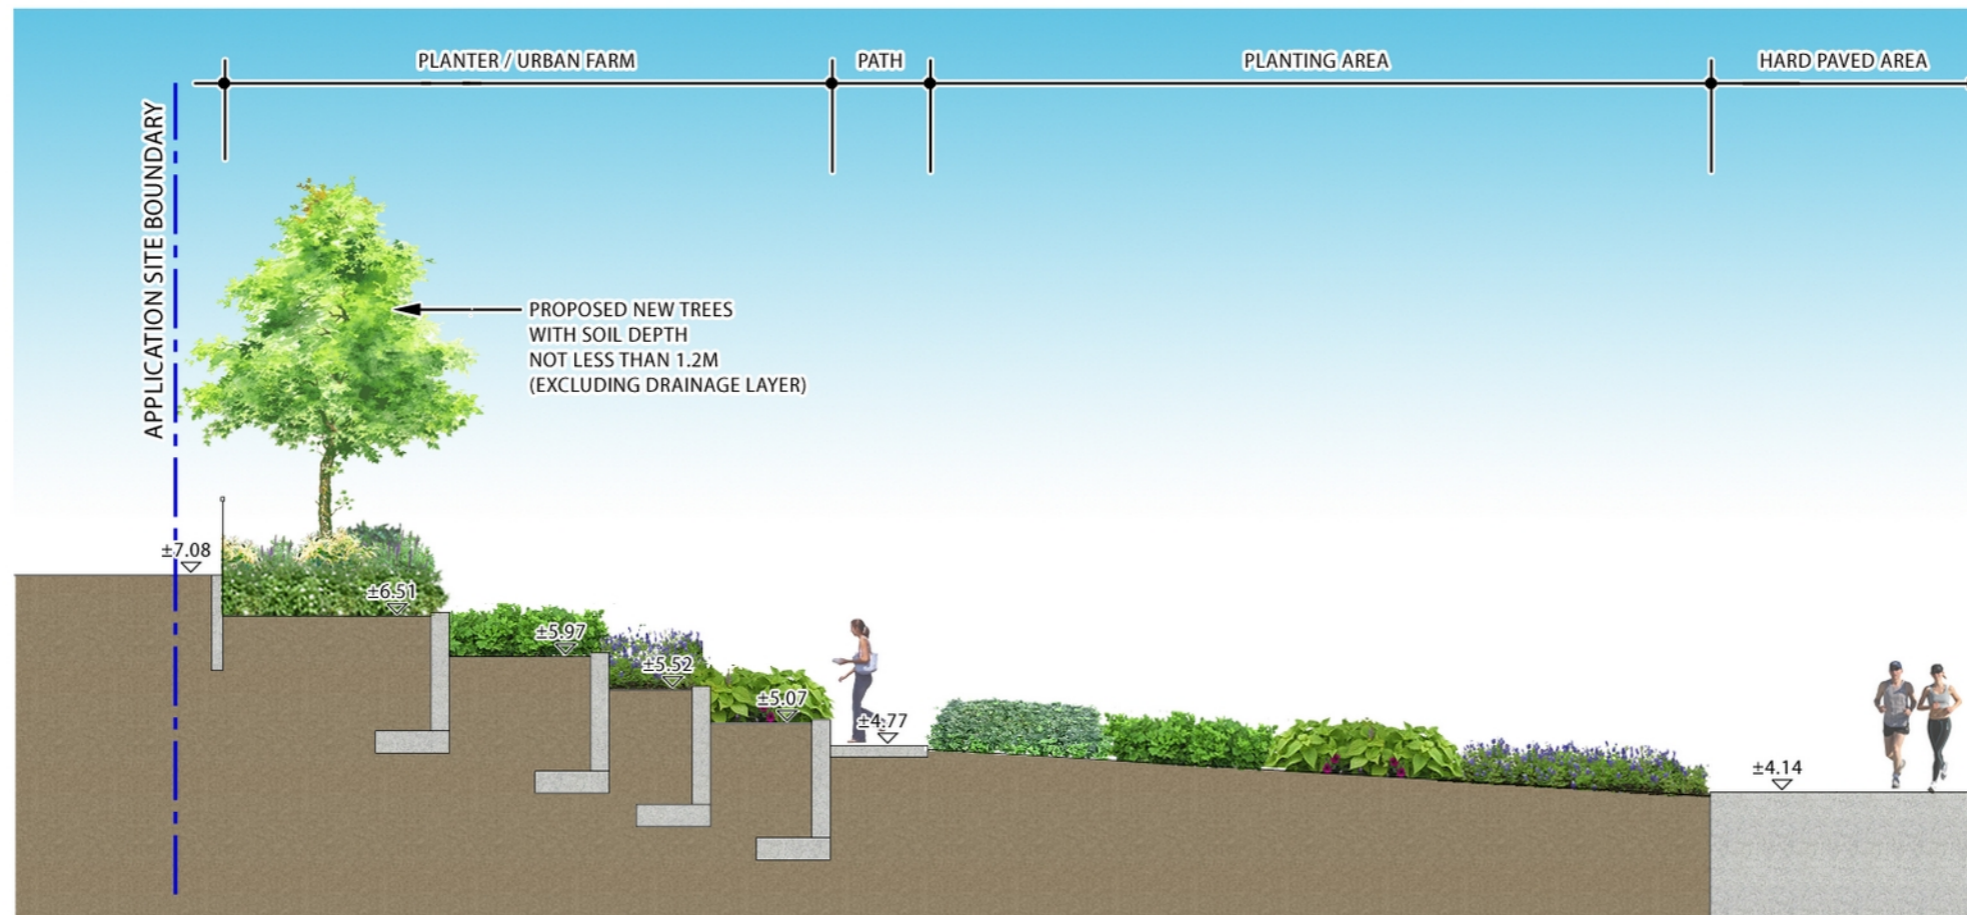 PLANTER / URBAN FARM
PATH
PLANTING AREA
HARD PAVED AREA
APPLICATION SITE BOUNDARY
PROPOSED NEW TREES
WITH SOIL DEPTH
NOT LESS THAN 1.2M
(EXCLUDING DRAINAGE LAYER)
±7.08
±6.51
±5.97
±5.52
±5.07
±4.77
±4.14